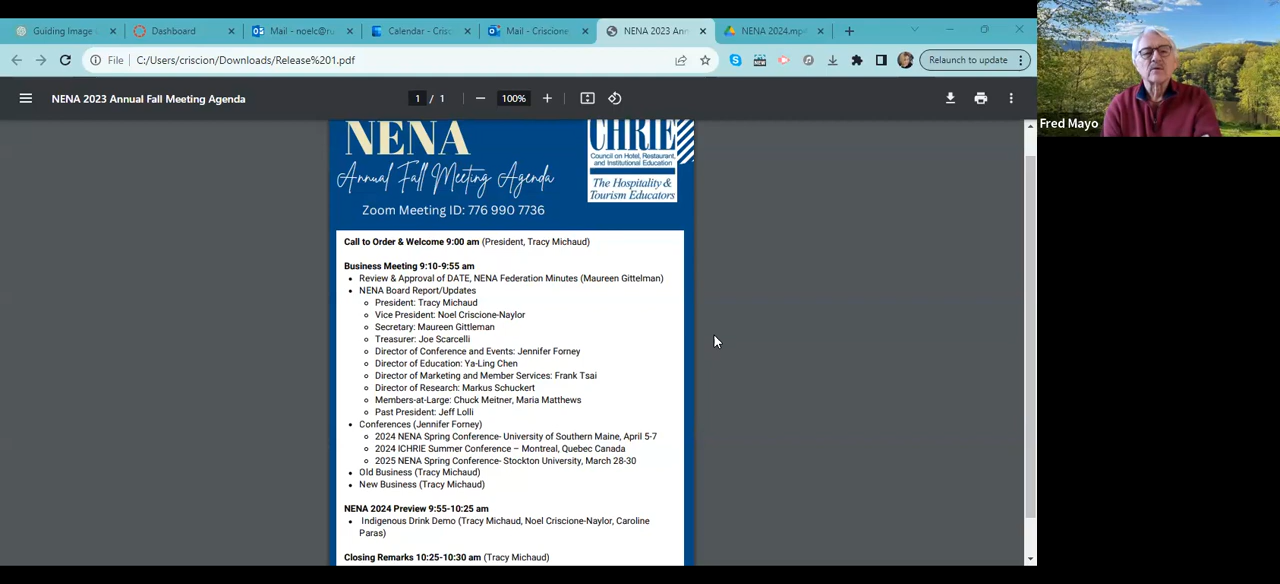 Guiding Image
Dashboard
Mail - noelc@ru
Calendar - Crisc
Mail - Criscione
NENA 2023 Ann
NENA 2024.mp4
File
C:/Users/criscion/Downloads/Release%201.pdf
Relaunch to update
NENA 2023 Annual Fall Meeting Agenda
1 / 1
100%
Fred Mayo
NENA
CHRIE
Council on Hotel, Restaurant,
and Institutional Education
Annual Fall Meeting Agenda
The Hospitality &
Tourism Educators
Zoom Meeting ID: 776 990 7736
Call to Order & Welcome 9:00 am (President, Tracy Michaud)
Business Meeting 9:10-9:55 am
• Review & Approval of DATE, NENA Federation Minutes (Maureen Gittelman)
• NENA Board Report/Updates
o President: Tracy Michaud
o Vice President: Noel Criscione-Naylor
o Secretary: Maureen Gittleman
o Treasurer: Joe Scarcelli
o Director of Conference and Events: Jennifer Forney
o Director of Education: Ya-Ling Chen
o Director of Marketing and Member Services: Frank Tsai
o Director of Research: Markus Schuckert
o Members-at-Large: Chuck Meitner, Maria Matthews
o Past President: Jeff Lolli
• Conferences (Jennifer Forney)
o 2024 NENA Spring Conference- University of Southern Maine, April 5-7
o 2024 ICHRIE Summer Conference – Montreal, Quebec Canada
o 2025 NENA Spring Conference- Stockton University, March 28-30
• Old Business (Tracy Michaud)
• New Business (Tracy Michaud)
NENA 2024 Preview 9:55-10:25 am
• Indigenous Drink Demo (Tracy Michaud, Noel Criscione-Naylor, Caroline
Paras)
Closing Remarks 10:25-10:30 am (Tracy Michaud)